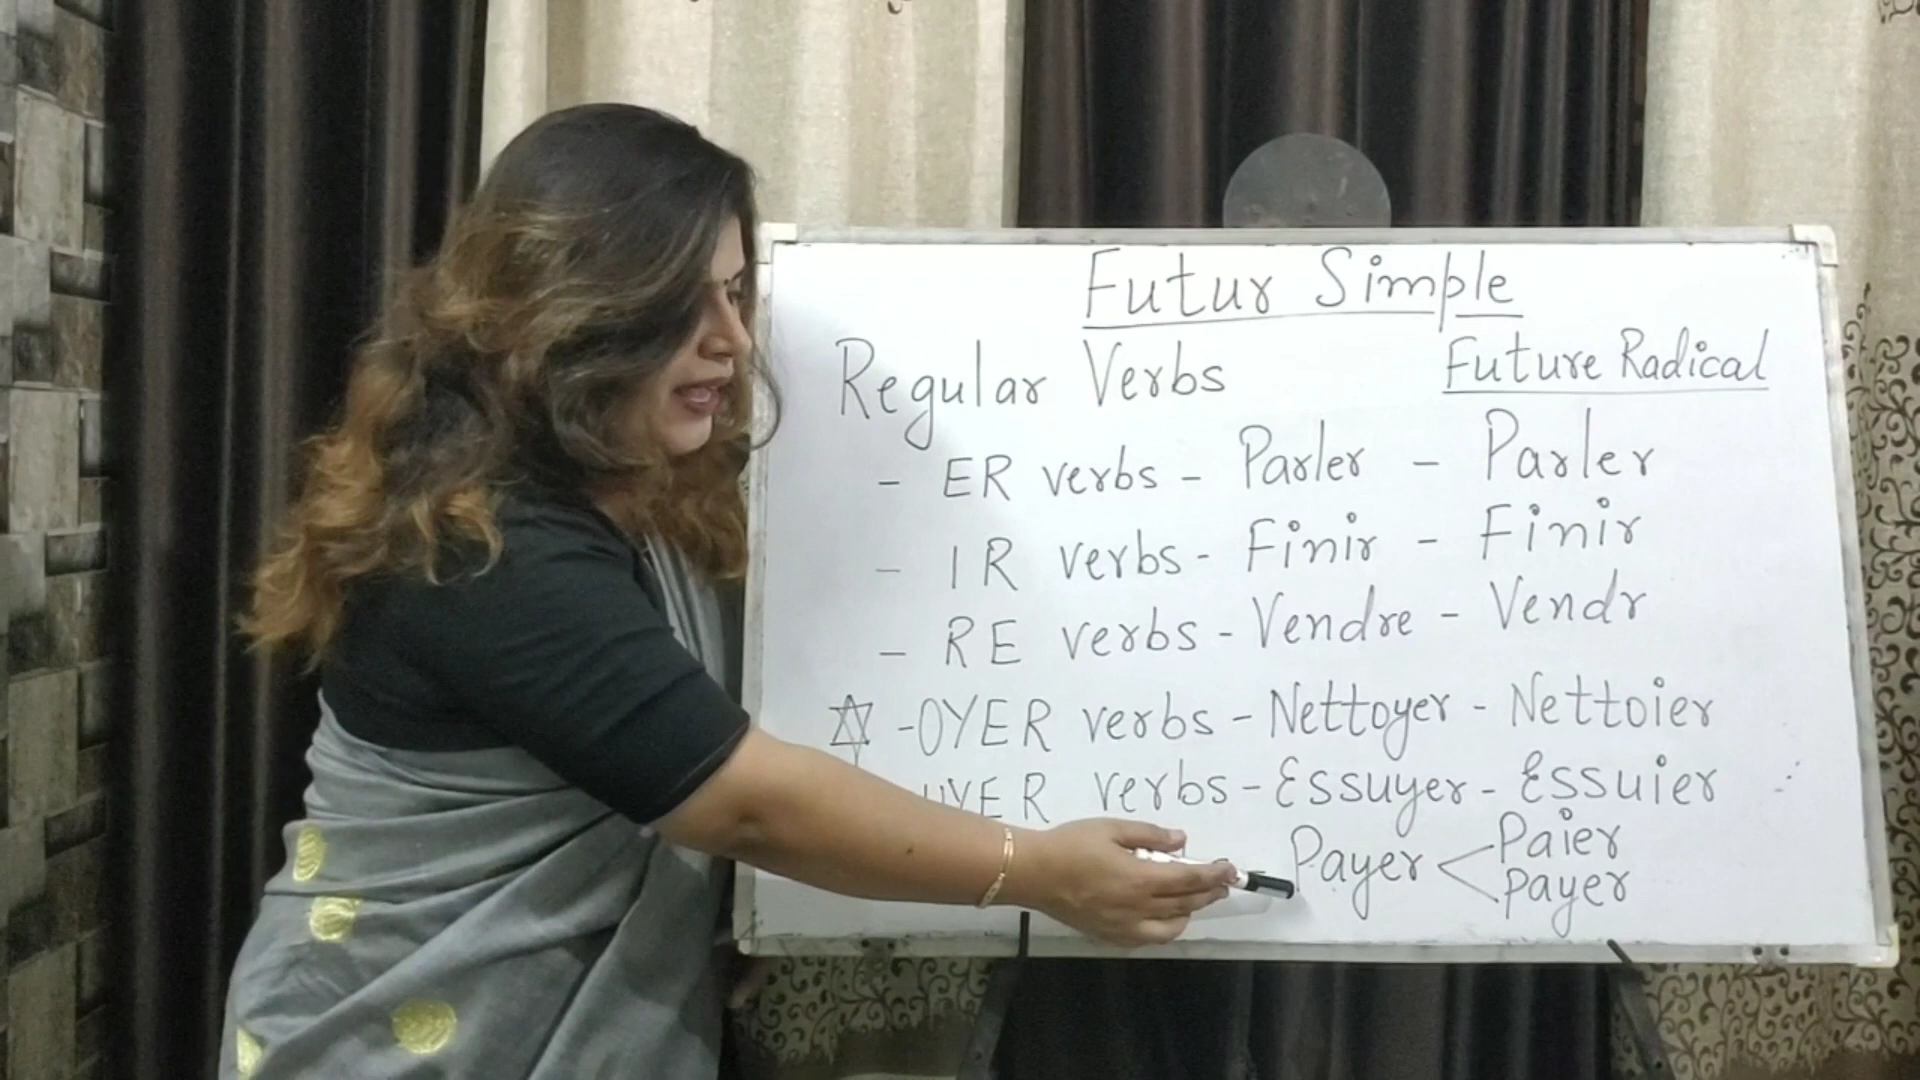 Futur Simple
Regular Verbs Future Radical
- ER verbs - Parler - Parler
- IR verbs - Finir - Finir
- RE verbs - Vendre - Vendr
☆ -OYER verbs - Nettoyer - Nettoier
UYER verbs - Essuyer - Essuier
Payer < Paier
payer